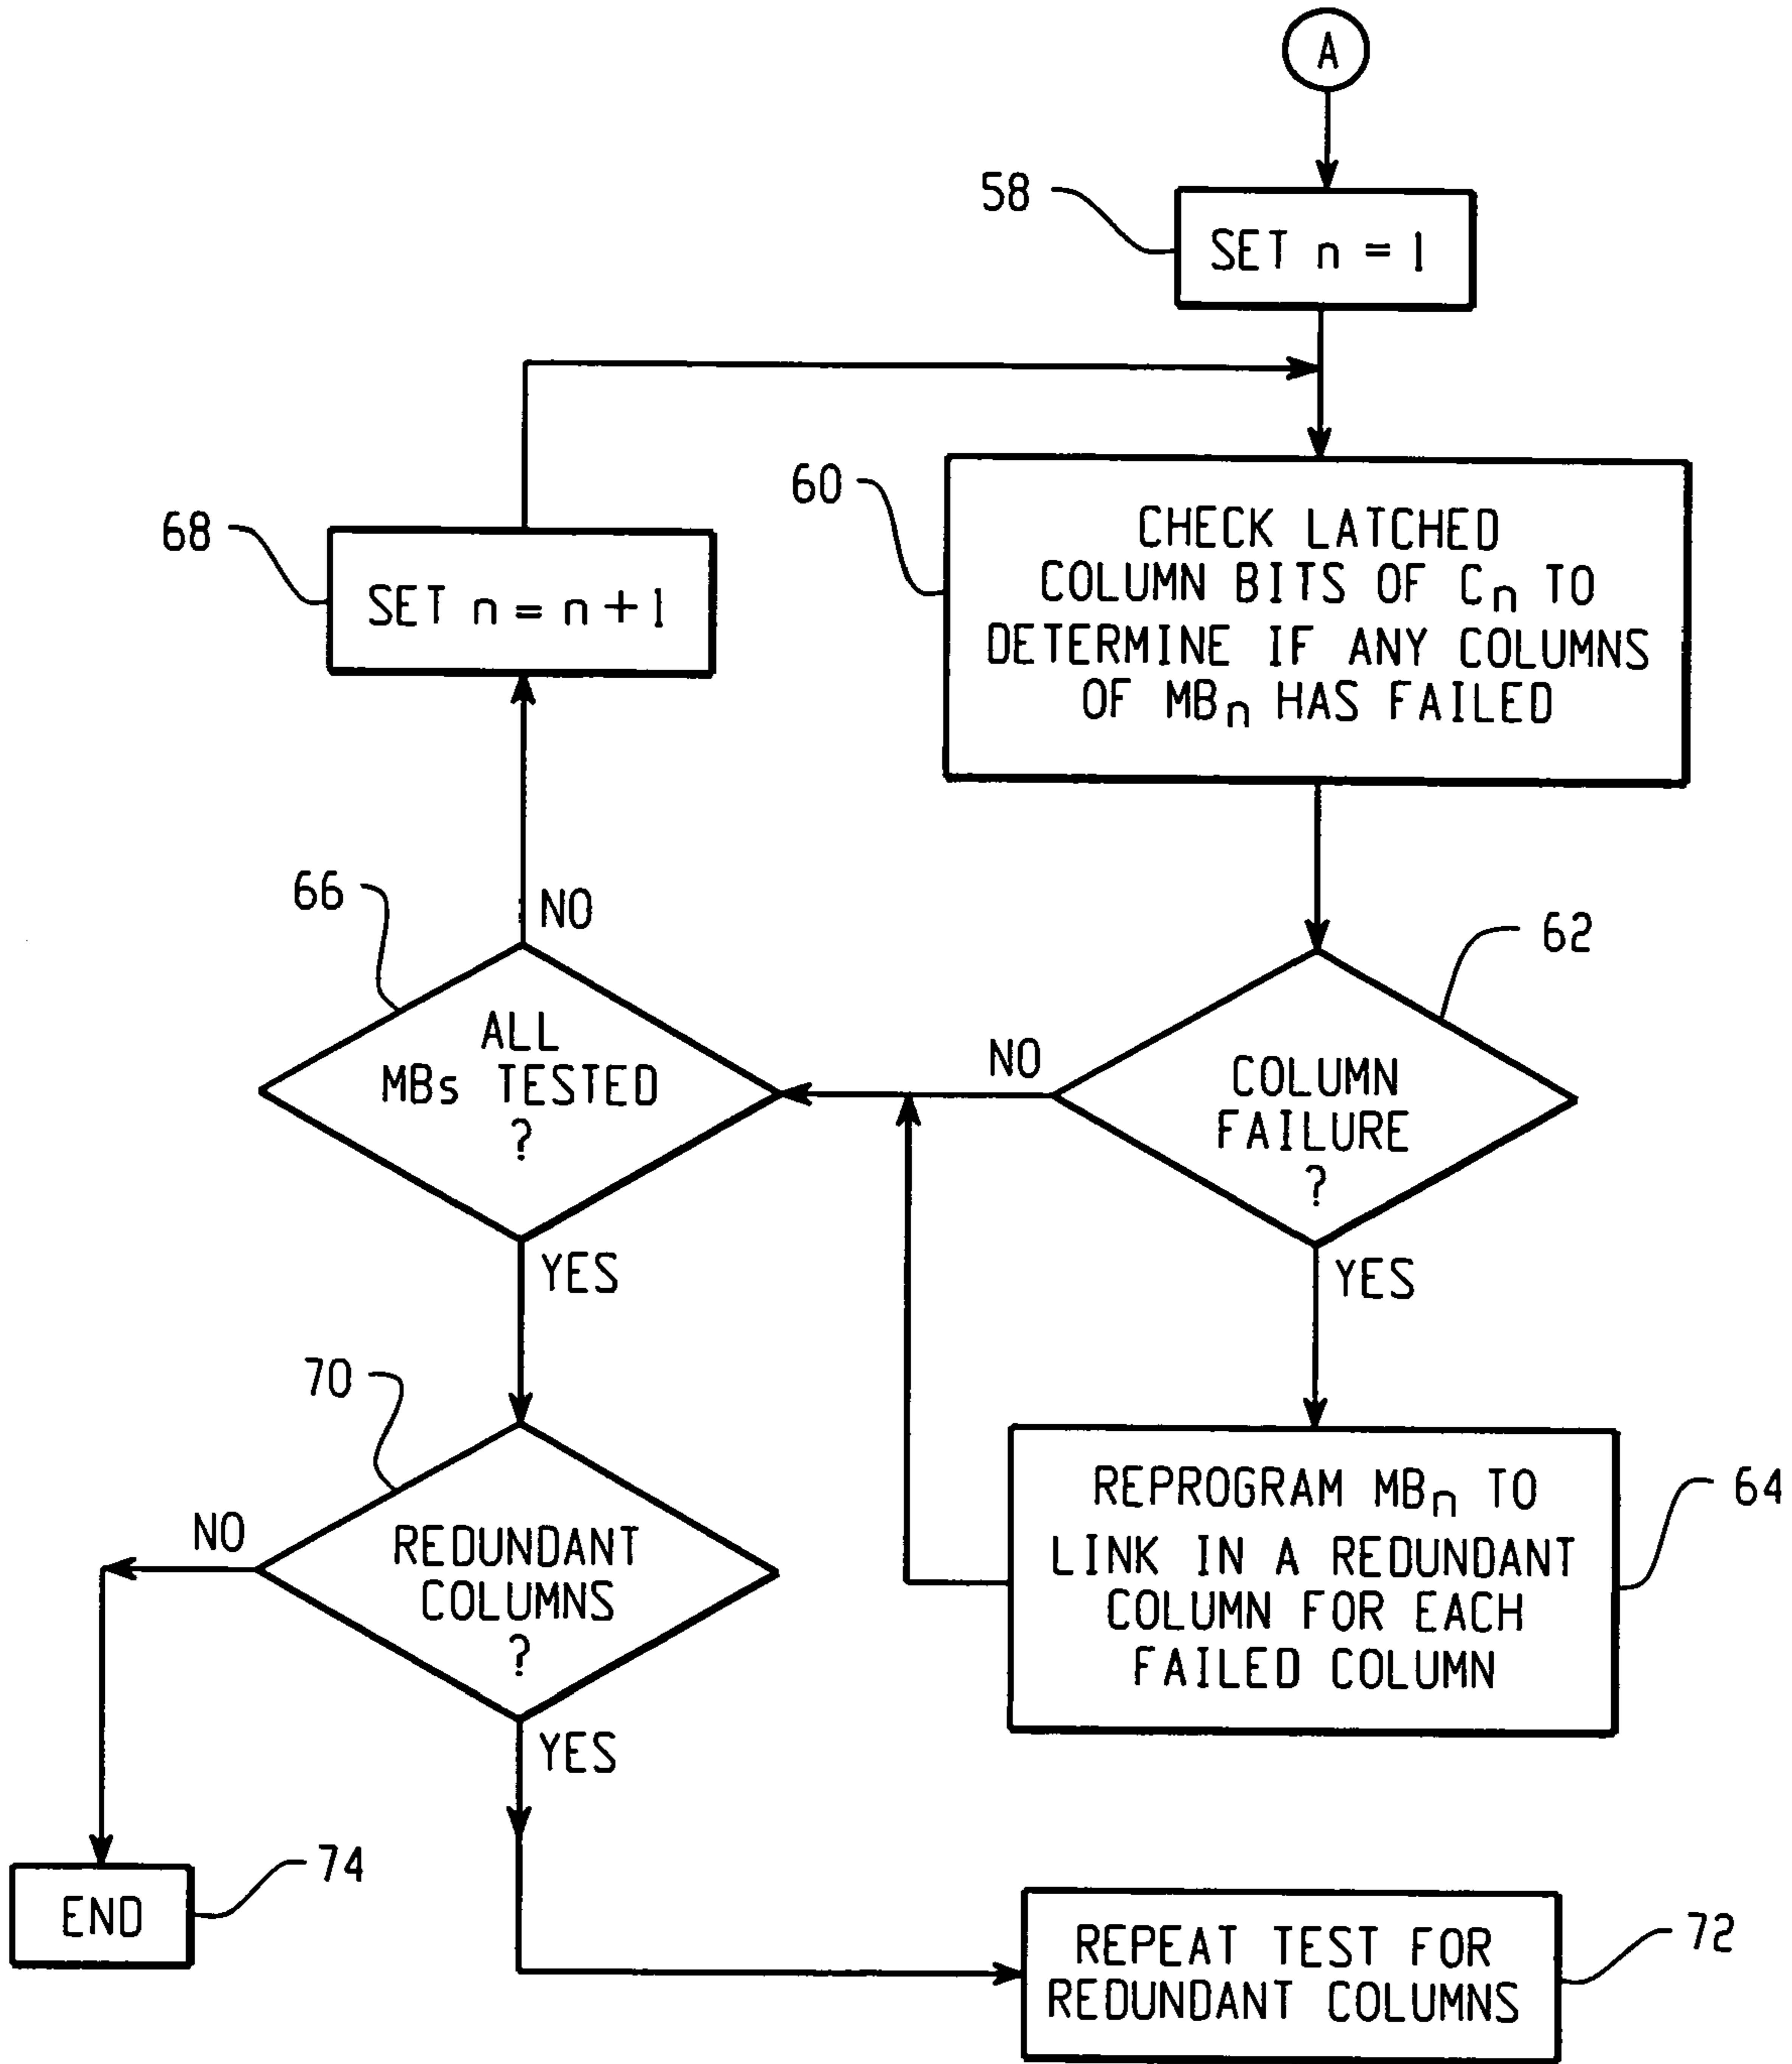 A
58
SET n = 1
60
CHECK LATCHED
COLUMN BITS OF Cn TO
DETERMINE IF ANY COLUMNS
OF MBn HAS FAILED
68
SET n = n + 1
62
COLUMN
FAILURE
?
NO
YES
66
ALL
MBs TESTED
?
NO
YES
64
REPROGRAM MBn TO
LINK IN A REDUNDANT
COLUMN FOR EACH
FAILED COLUMN
70
REDUNDANT
COLUMNS
?
NO
YES
74
END
72
REPEAT TEST FOR
REDUNDANT COLUMNS